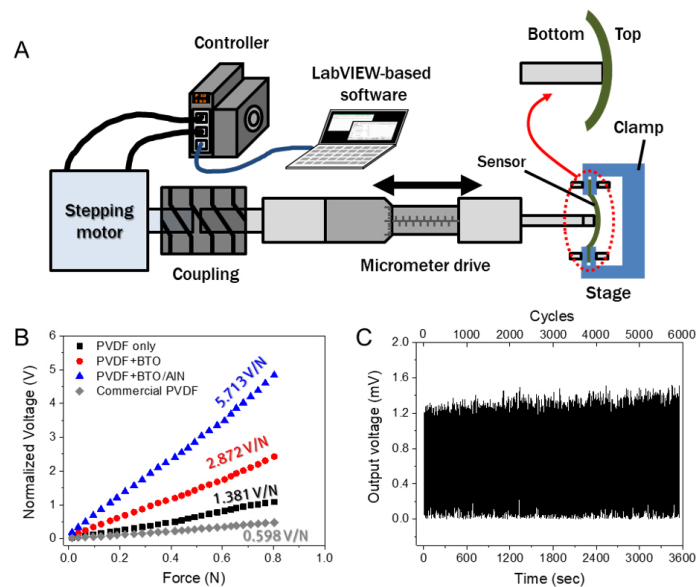 A
Controller
LabVIEW-based
software
Bottom
Top
Clamp
Sensor
Stepping
motor
Coupling
Micrometer drive
Stage
B
Normalized Voltage (V)
6
5
4
3
2
1
0
PVDF only
PVDF+BTO
PVDF+BTO/AlN
Commercial PVDF
5.713 V/N
2.872 V/N
1.381 V/N
0.598 V/N
0.0 0.2 0.4 0.6 0.8 1.0
Force (N)
C
Cycles
0 1000 2000 3000 4000 5000 6000
Output voltage (mV)
2.0
1.6
1.2
0.8
0.4
0.0
0 600 1200 1800 2400 3000 3600
Time (sec)